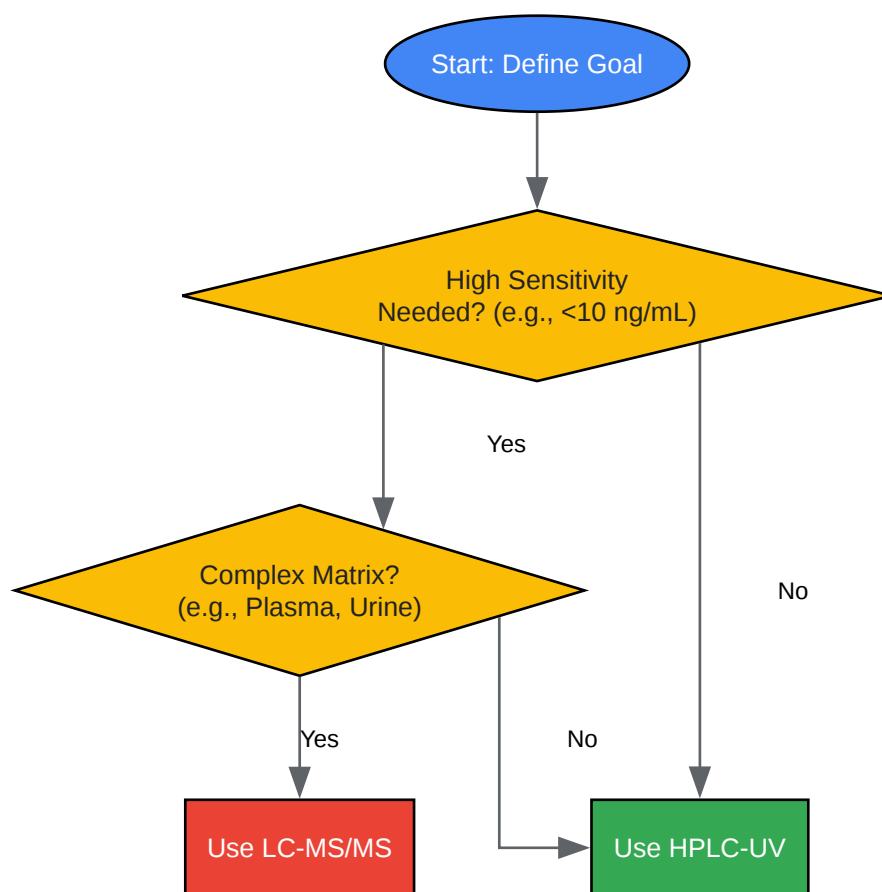 Start: Define Goal
High Sensitivity
Needed? (e.g., <10 ng/mL)
Yes
Complex Matrix?
(e.g., Plasma, Urine)
No
Yes
No
Use LC-MS/MS
Use HPLC-UV